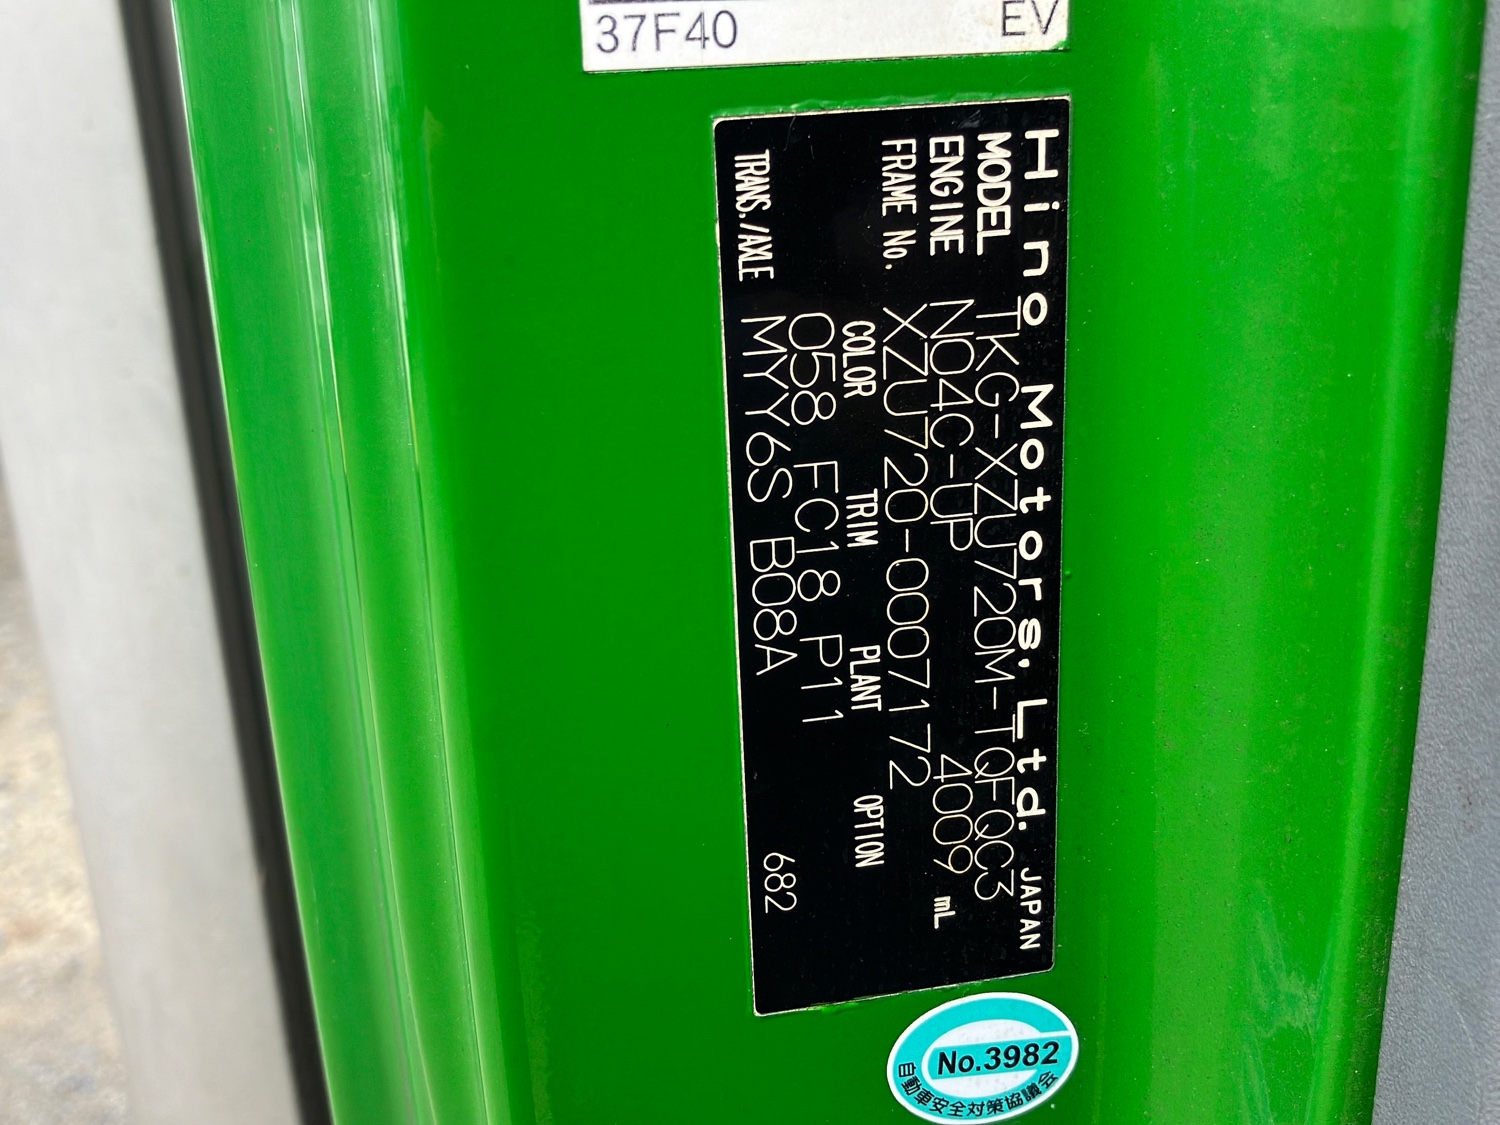 37F40 EV
Hino Motors, Ltd. JAPAN
MODEL TKG-XZU720M-TQFQC3
ENGINE N04C-UP 4009 mL
FRAME No. XZU720-0007172
COLOR TRIM PLANT OPTION
058 FC18 P11
TRANS./AXLE MYY6S B08A 682
No.3982
自動車安全対策協議会